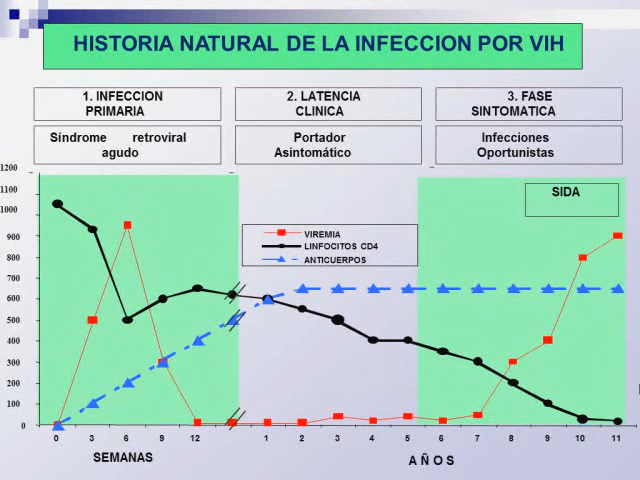 HISTORIA NATURAL DE LA INFECCION POR VIH
1. INFECCION
PRIMARIA
2. LATENCIA
CLINICA
3. FASE
SINTOMATICA
Síndrome retroviral
agudo
Portador
Asintomático
Infecciones
Oportunistas
1200
1100
1000
900
800
700
600
500
400
300
200
100
0
SIDA
VIREMIA
LINFOCITOS CD4
ANTICUERPOS
0 3 6 9 12 1 2 3 4 5 6 7 8 9 10 11
SEMANAS
A Ñ O S